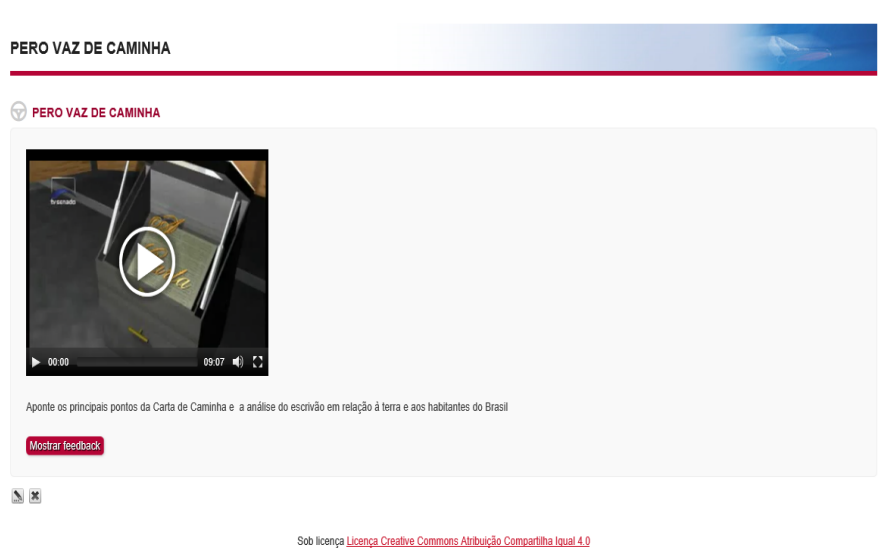 PERO VAZ DE CAMINHA
PERO VAZ DE CAMINHA
tv senado
A
00:00
09:07
Aponte os principais pontos da Carta de Caminha e a análise do escrivão em relação à terra e aos habitantes do Brasil
Mostrar feedback
Sob licença Licença Creative Commons Atribuição Compartilha Igual 4.0